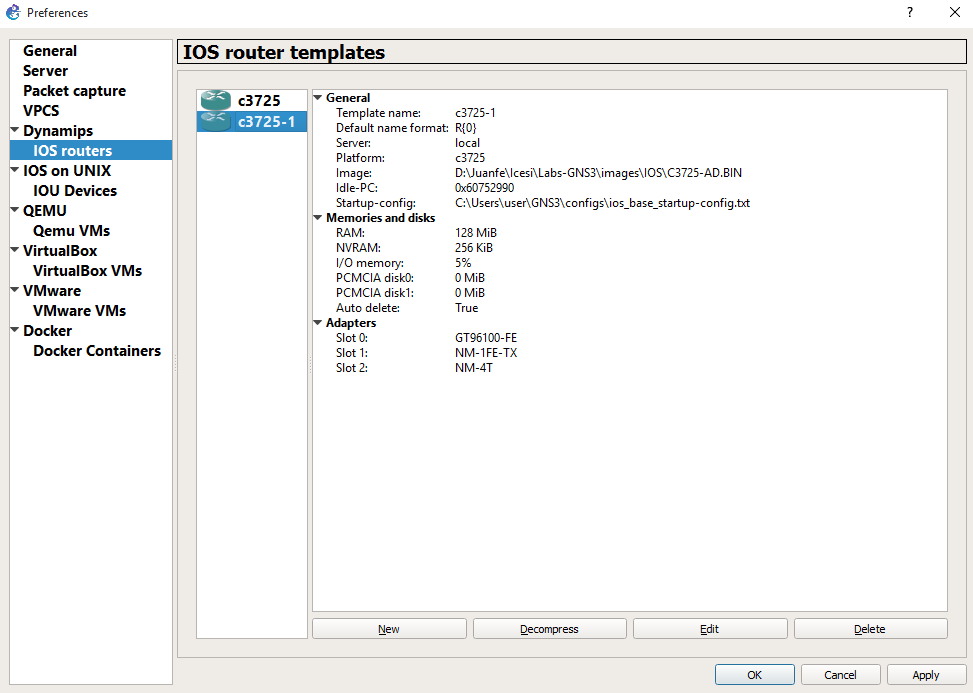 Preferences
?
General
Server
Packet capture
VPCS
Dynamips
IOS routers
IOS on UNIX
IOU Devices
QEMU
Qemu VMs
VirtualBox
VirtualBox VMs
VMware
VMware VMs
Docker
Docker Containers
IOS router templates
c3725
c3725-1
General
Template name: c3725-1
Default name format: R{0}
Server: local
Platform: c3725
Image: D:\Juanfe\Icesi\Labs-GNS3\images\IOS\C3725-AD.BIN
Idle-PC: 0x60752990
Startup-config: C:\Users\user\GNS3\configs\ios_base_startup-config.txt
Memories and disks
RAM: 128 MiB
NVRAM: 256 KiB
I/O memory: 5%
PCMCIA disk0: 0 MiB
PCMCIA disk1: 0 MiB
Auto delete: True
Adapters
Slot 0: GT96100-FE
Slot 1: NM-1FE-TX
Slot 2: NM-4T
New Decompress Edit Delete
OK Cancel Apply